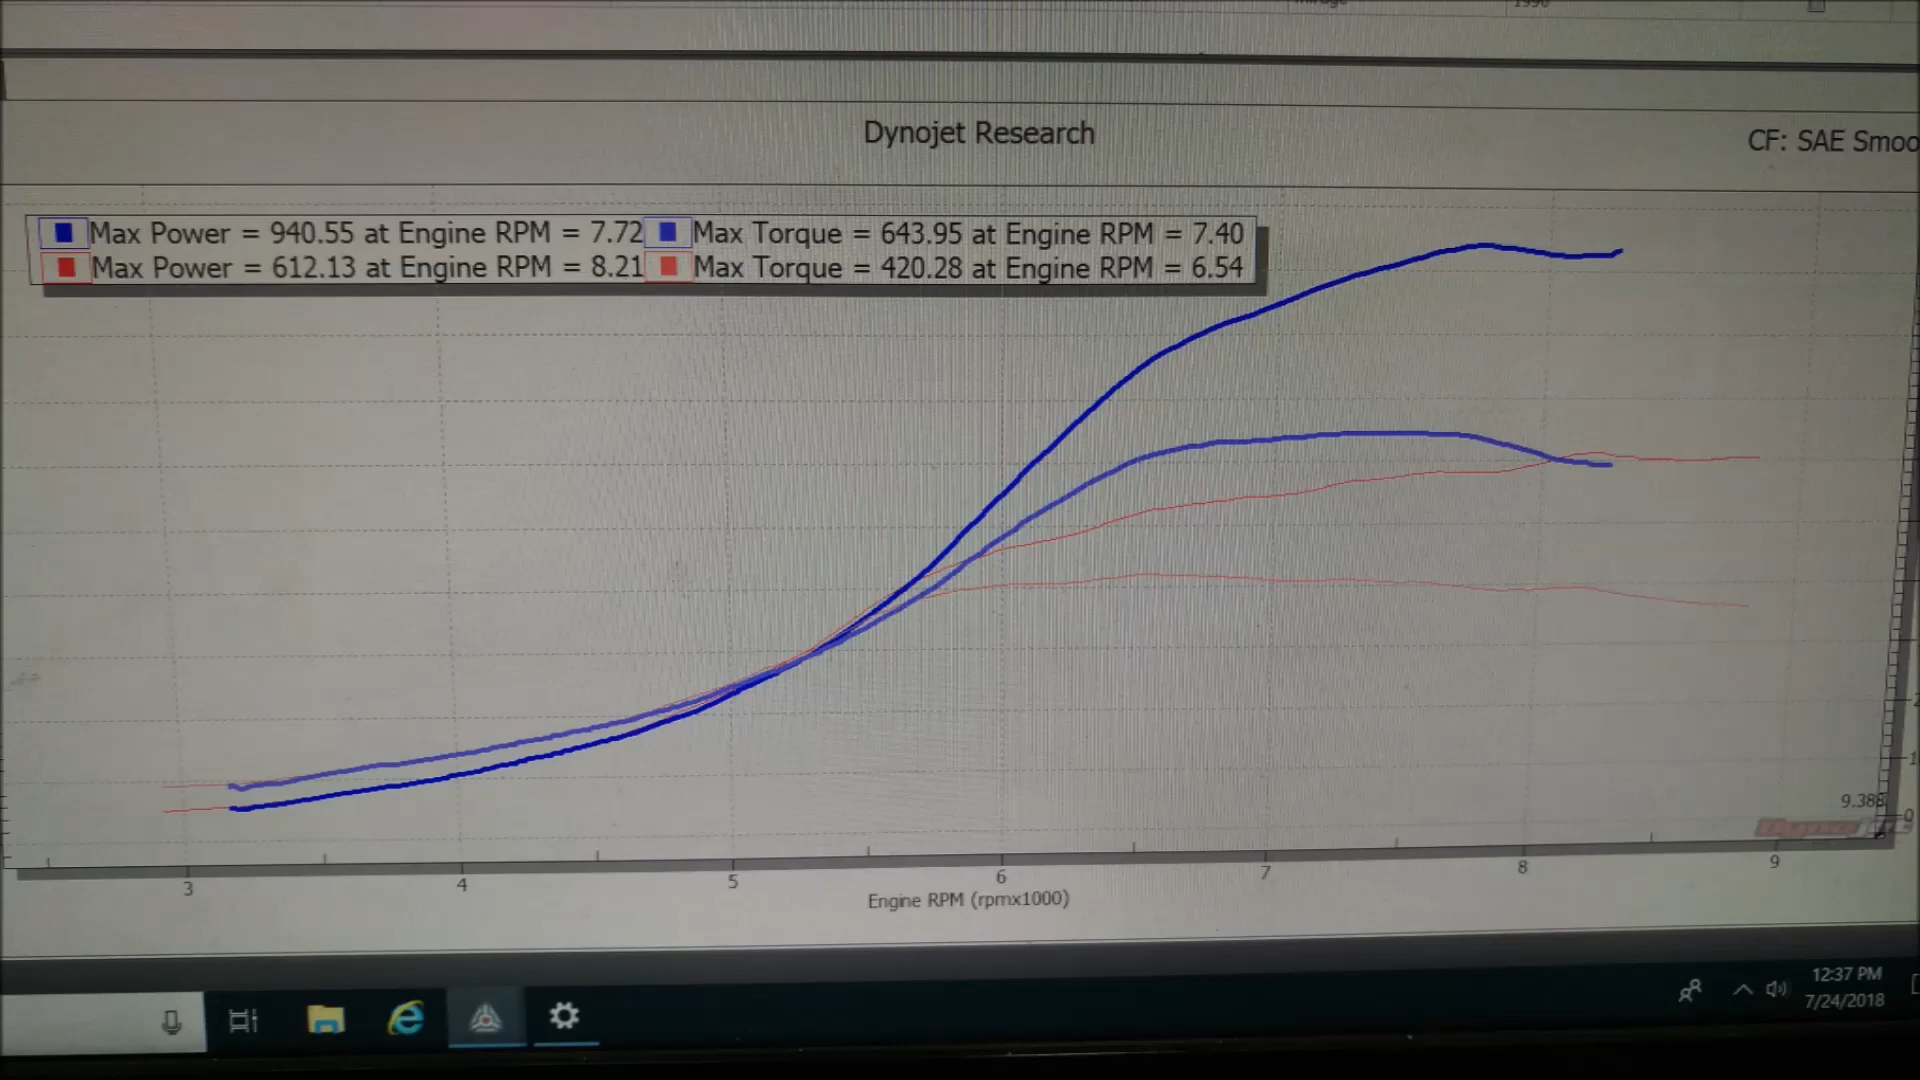 1990
Dynojet Research
CF: SAE Smoo
Max Power = 940.55 at Engine RPM = 7.72 Max Torque = 643.95 at Engine RPM = 7.40
Max Power = 612.13 at Engine RPM = 8.21 Max Torque = 420.28 at Engine RPM = 6.54
9.388
0
3 4 5 6 7 8 9
Engine RPM (rpmx1000)
12:37 PM
7/24/2018